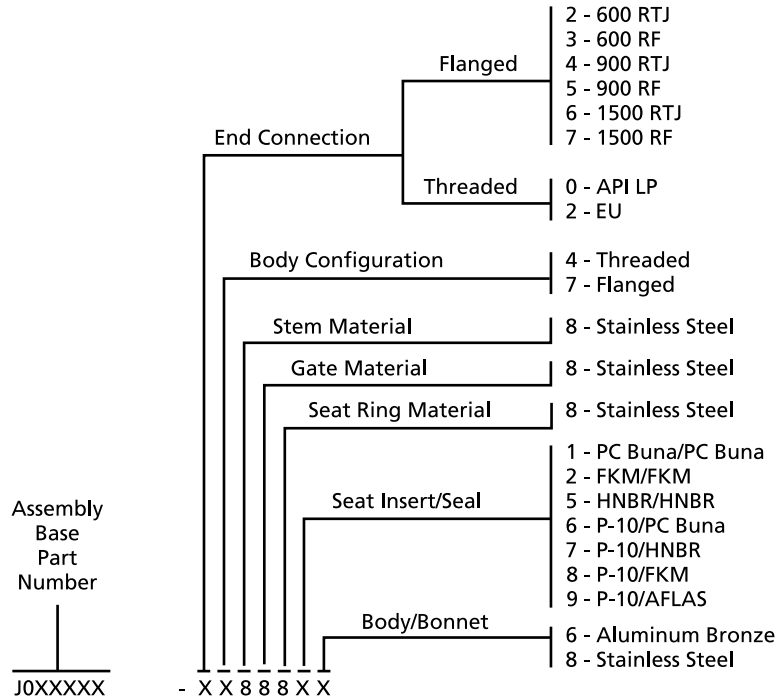 2 - 600 RTJ
3 - 600 RF
4 - 900 RTJ
5 - 900 RF
6 - 1500 RTJ
7 - 1500 RF
Flanged
End Connection
Threaded
0 - API LP
2 - EU
Body Configuration
4 - Threaded
7 - Flanged
Stem Material
8 - Stainless Steel
Gate Material
8 - Stainless Steel
Seat Ring Material
8 - Stainless Steel
Seat Insert/Seal
1 - PC Buna/PC Buna
2 - FKM/FKM
5 - HNBR/HNBR
6 - P-10/PC Buna
7 - P-10/HNBR
8 - P-10/FKM
9 - P-10/AFLAS
Body/Bonnet
6 - Aluminum Bronze
8 - Stainless Steel
Assembly
Base
Part
Number
J0XXXXX - X X 8 8 8 X X